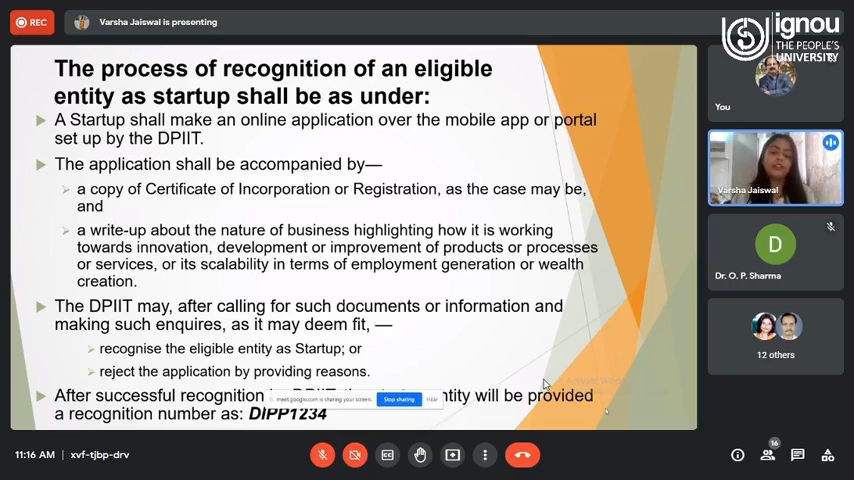 REC
Varsha Jaiswal is presenting
ignou
THE PEOPLE'S
UNIVERSITY
The process of recognition of an eligible
entity as startup shall be as under:
A Startup shall make an online application over the mobile app or portal
set up by the DPIIT.
The application shall be accompanied by—
a copy of Certificate of Incorporation or Registration, as the case may be,
and
a write-up about the nature of business highlighting how it is working
towards innovation, development or improvement of products or processes
or services, or its scalability in terms of employment generation or wealth
creation.
The DPIIT may, after calling for such documents or information and
making such enquires, as it may deem fit, —
recognise the eligible entity as Startup; or
reject the application by providing reasons.
After successful recognition entity will be provided
a recognition number as: DIPP1234
meet.google.com is sharing your screen.
Stop sharing
Hide
You
Varsha Jaiswal
D
Dr. O. P. Sharma
12 others
11:16 AM
xvf-tjbp-drv
16